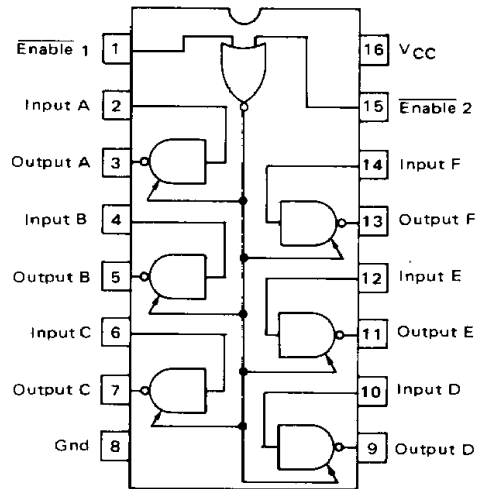 Enable 1 1
16 VCC
Input A 2
15 Enable 2
Output A 3
14 Input F
Input B 4
13 Output F
Output B 5
12 Input E
Input C 6
11 Output E
Output C 7
10 Input D
Gnd 8
9 Output D